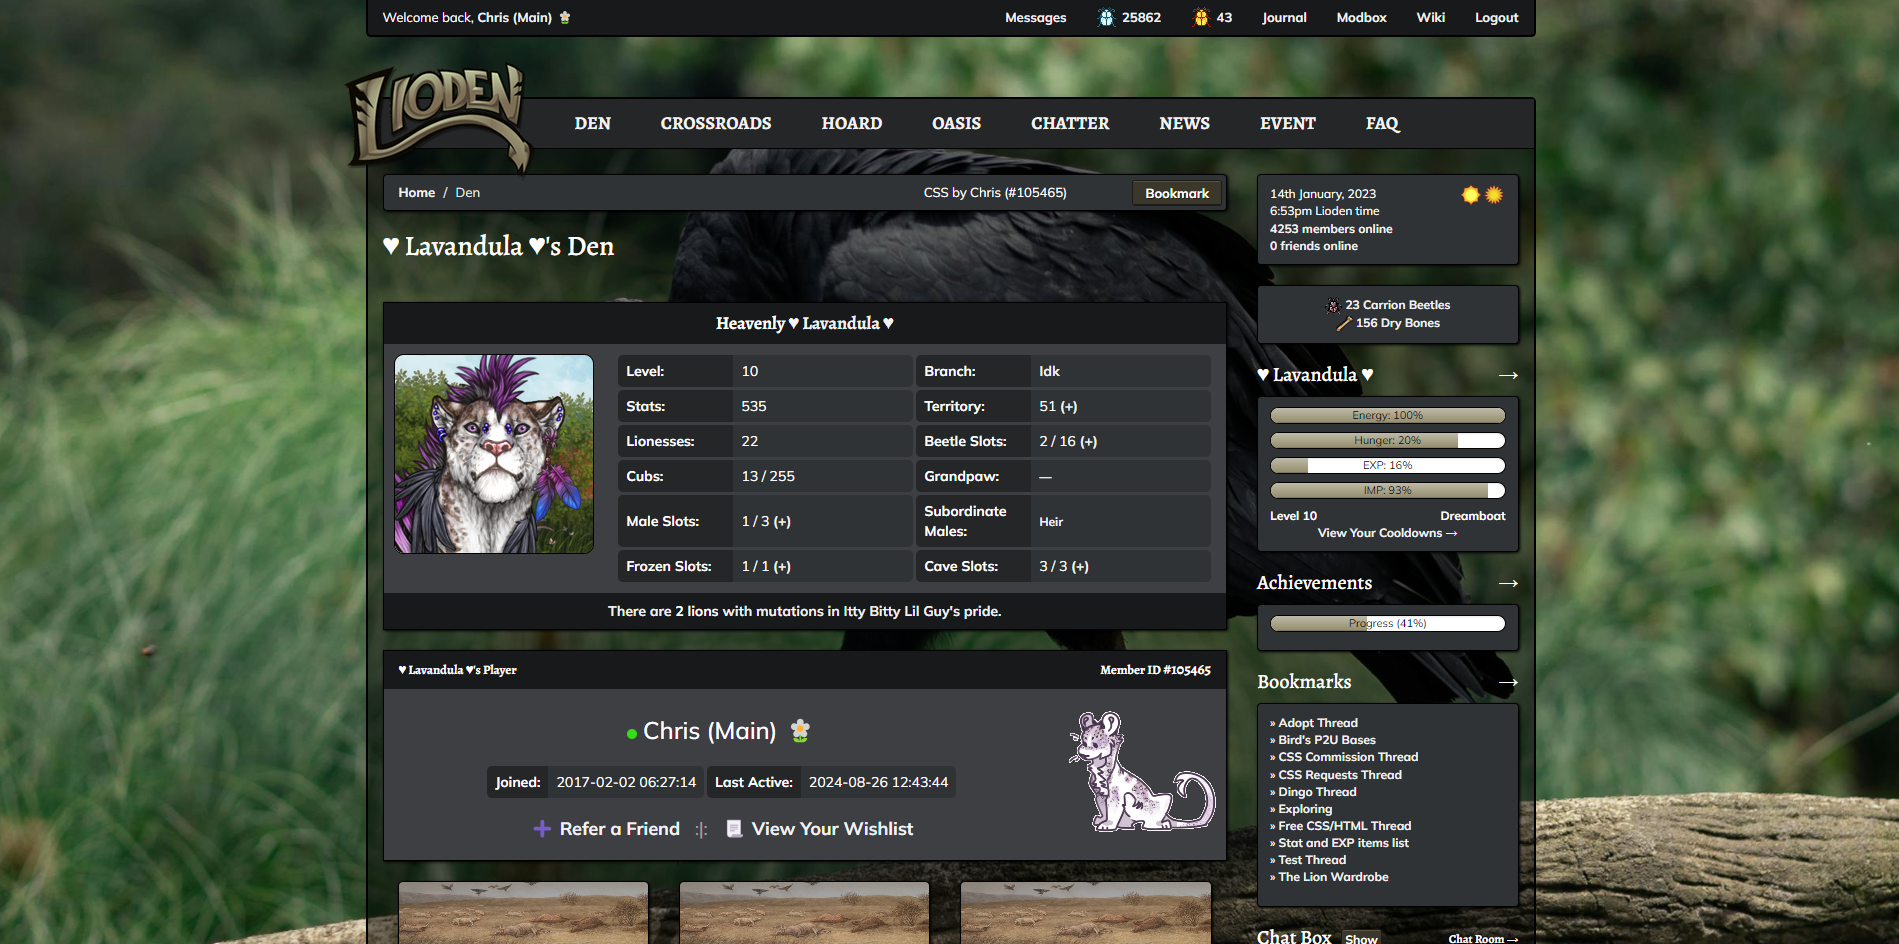 Welcome back, Chris (Main)
Messages 25862 43 Journal Modbox Wiki Logout
LIODEN
DEN CROSSROADS HOARD OASIS CHATTER NEWS EVENT FAQ
Home / Den CSS by Chris (#105465) Bookmark
♥ Lavandula ♥'s Den
Heavenly ♥ Lavandula ♥
Level: 10 Branch: Idk
Stats: 535 Territory: 51 (+)
Lionesses: 22 Beetle Slots: 2 / 16 (+)
Cubs: 13 / 255 Grandpaw: —
Male Slots: 1 / 3 (+) Subordinate
Males: Heir
Frozen Slots: 1 / 1 (+) Cave Slots: 3 / 3 (+)
There are 2 lions with mutations in Itty Bitty Lil Guy's pride.
♥ Lavandula ♥'s Player Member ID #105465
Chris (Main)
Joined: 2017-02-02 06:27:14 Last Active: 2024-08-26 12:43:44
Refer a Friend :|: View Your Wishlist
14th January, 2023
6:53pm Lioden time
4253 members online
0 friends online
23 Carrion Beetles
156 Dry Bones
♥ Lavandula ♥ →
Energy: 100%
Hunger: 20%
EXP: 16%
IMP: 93%
Level 10 Dreamboat
View Your Cooldowns →
Achievements →
Progress (41%)
Bookmarks →
» Adopt Thread
» Bird's P2U Bases
» CSS Commission Thread
» CSS Requests Thread
» Dingo Thread
» Exploring
» Free CSS/HTML Thread
» Stat and EXP items list
» Test Thread
» The Lion Wardrobe
Chat Box Show Chat Room →